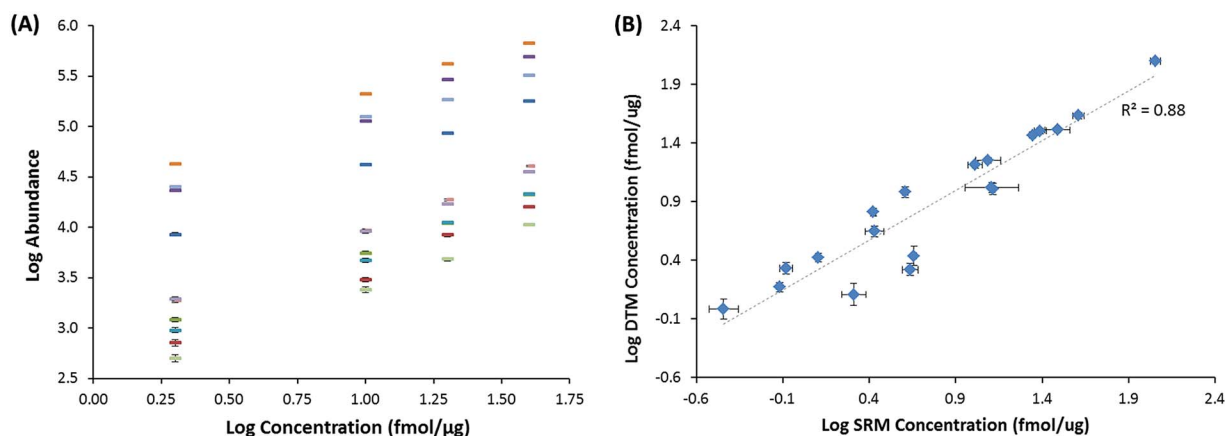 (A)
6.0
5.5
5.0
4.5
4.0
3.5
3.0
2.5
Log Abundance
0.00 0.25 0.50 0.75 1.00 1.25 1.50 1.75
Log Concentration (fmol/µg)
(B)
2.4
1.9
1.4
0.9
0.4
-0.1
-0.6
Log DTM Concentration (fmol/ug)
R² = 0.88
-0.6 -0.1 0.4 0.9 1.4 1.9 2.4
Log SRM Concentration (fmol/ug)